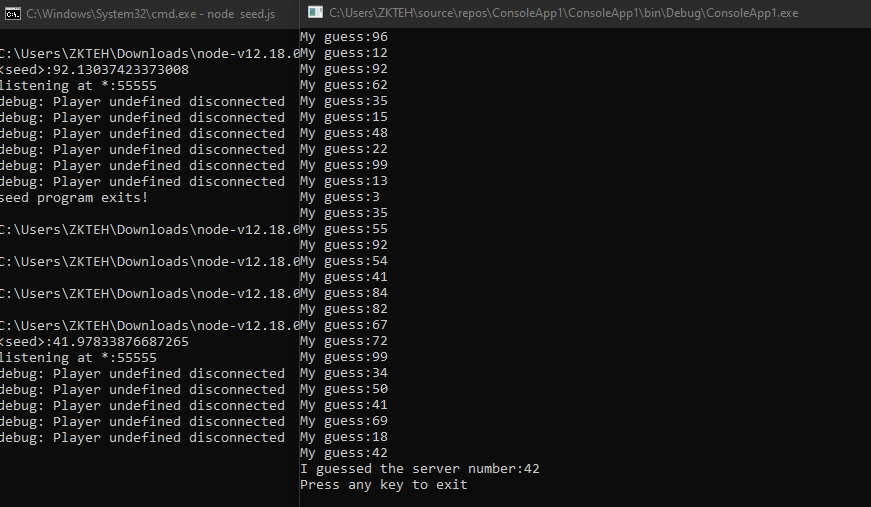 C:\Windows\System32\cmd.exe - node seed.js
C:\Users\ZKTEH\Downloads\node-v12.18.0
<seed>:92.13037423373008
listening at *:55555
debug: Player undefined disconnected
debug: Player undefined disconnected
debug: Player undefined disconnected
debug: Player undefined disconnected
debug: Player undefined disconnected
debug: Player undefined disconnected
seed program exits!
C:\Users\ZKTEH\Downloads\node-v12.18.0
C:\Users\ZKTEH\Downloads\node-v12.18.0
C:\Users\ZKTEH\Downloads\node-v12.18.0
C:\Users\ZKTEH\Downloads\node-v12.18.0
<seed>:41.97833876687265
listening at *:55555
debug: Player undefined disconnected
debug: Player undefined disconnected
debug: Player undefined disconnected
debug: Player undefined disconnected
debug: Player undefined disconnected
C:\Users\ZKTEH\source\repos\ConsoleApp1\ConsoleApp1\bin\Debug\ConsoleApp1.exe
My guess:96
My guess:12
My guess:92
My guess:62
My guess:35
My guess:15
My guess:48
My guess:22
My guess:99
My guess:13
My guess:3
My guess:35
My guess:55
My guess:92
My guess:54
My guess:41
My guess:84
My guess:82
My guess:67
My guess:72
My guess:99
My guess:34
My guess:50
My guess:41
My guess:69
My guess:18
My guess:42
I guessed the server number:42
Press any key to exit